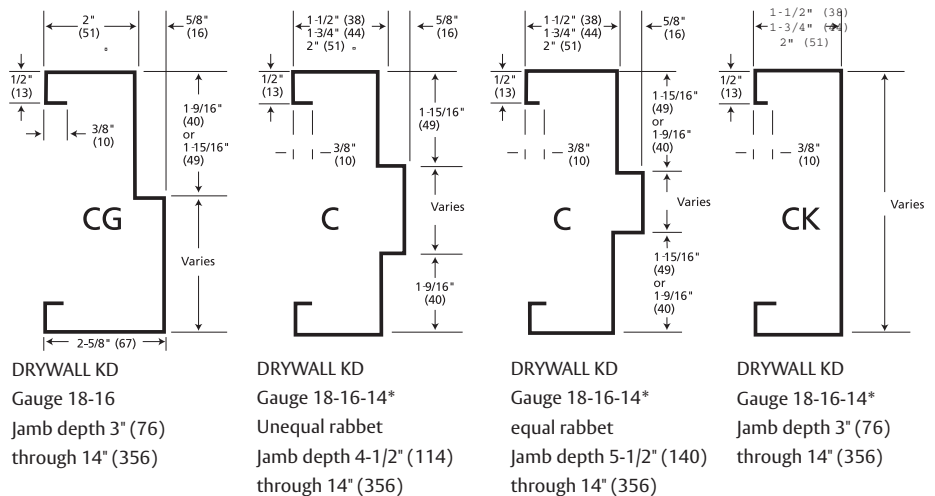 2"
(51)
5/8"
(16)
1/2"
(13)
3/8"
(10)
1-9/16"
(40)
or
1-15/16"
(49)
CG
Varies
2-5/8" (67)
DRYWALL KD
Gauge 18-16
Jamb depth 3" (76)
through 14" (356)
1-1/2" (38)
1-3/4" (44)
2" (51)
5/8"
(16)
1/2"
(13)
1-15/16"
(49)
3/8"
(10)
C
Varies
1-9/16"
(40)
DRYWALL KD
Gauge 18-16-14*
Unequal rabbet
Jamb depth 4-1/2" (114)
through 14" (356)
1-1/2" (38)
1-3/4" (44)
2" (51)
5/8"
(16)
1/2"
(13)
1-15/16"
(49)
or
1-9/16"
(40)
3/8"
(10)
C
Varies
1-15/16"
(49)
or
1-9/16"
(40)
DRYWALL KD
Gauge 18-16-14*
equal rabbet
Jamb depth 5-1/2" (140)
through 14" (356)
1-1/2" (38)
1-3/4" (44)
2" (51)
1/2"
(13)
3/8"
(10)
CK
Varies
DRYWALL KD
Gauge 18-16-14*
Jamb depth 3" (76)
through 14" (356)